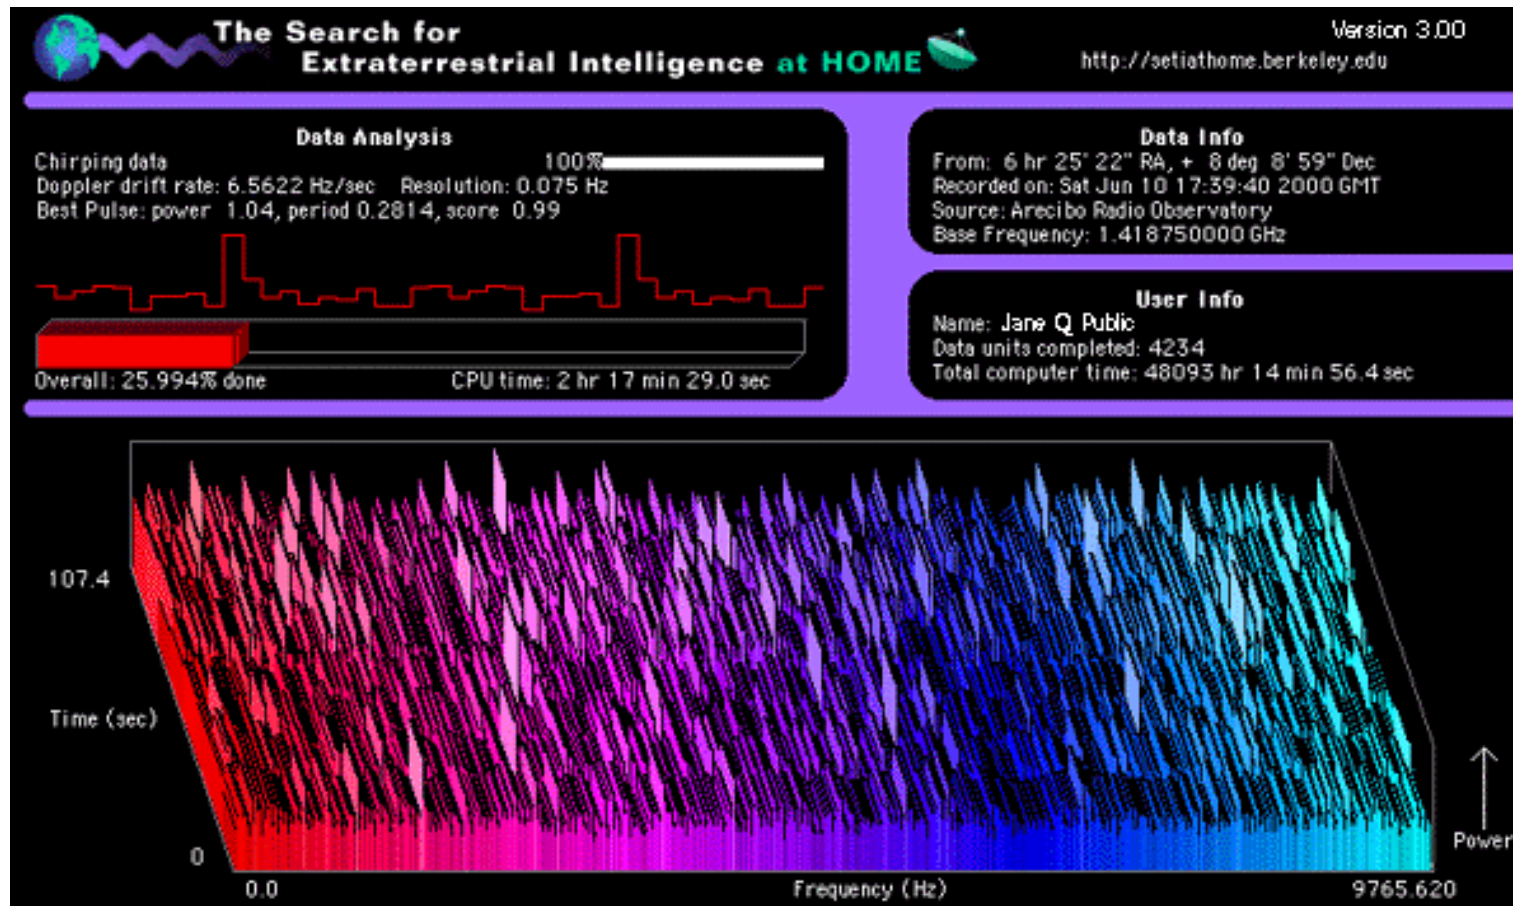 The Search for
Extraterrestrial Intelligence at HOME
Version 3.00
http://setiathome.berkeley.edu
Data Analysis
Chirping data 100%
Doppler drift rate: 6.5622 Hz/sec Resolution: 0.075 Hz
Best Pulse: power 1.04, period 0.2814, score 0.99
Overall: 25.994% done CPU time: 2 hr 17 min 29.0 sec
Data Info
From: 6 hr 25' 22" RA, + 8 deg 8' 59" Dec
Recorded on: Sat Jun 10 17:39:40 2000 GMT
Source: Arecibo Radio Observatory
Base Frequency: 1.418750000 GHz
User Info
Name: Jane Q Public
Data units completed: 4234
Total computer time: 48093 hr 14 min 56.4 sec
107.4
Time (sec)
0
0.0
Frequency (Hz)
9765.620
Power